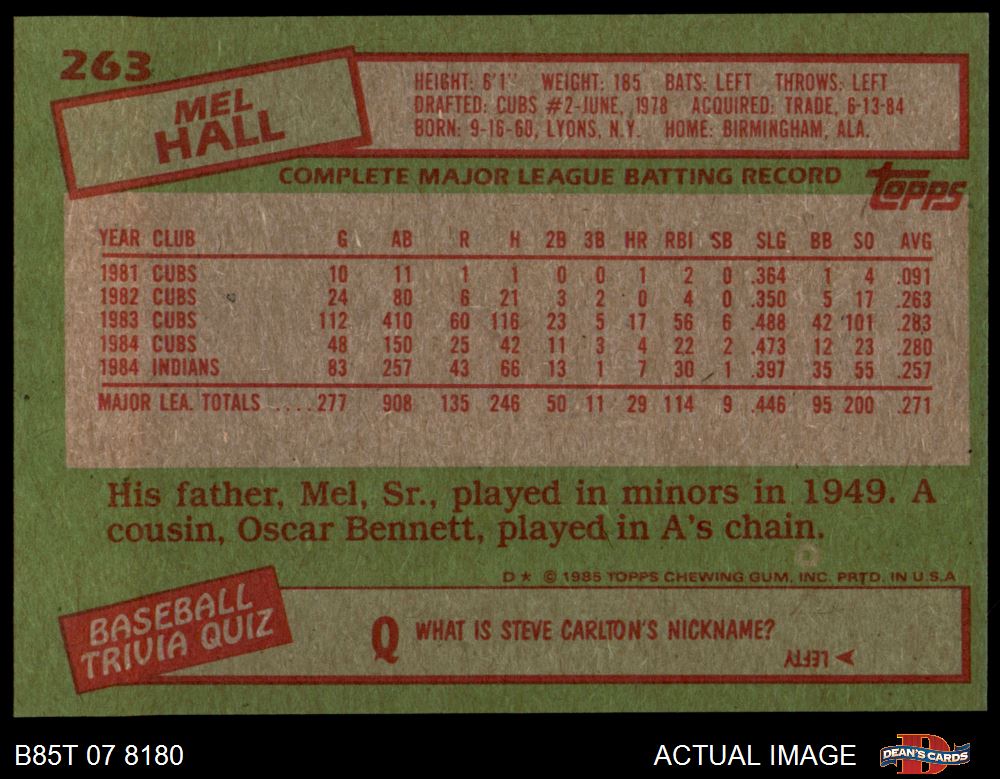 263
MEL
HALL
HEIGHT: 6'1" WEIGHT: 185 BATS: LEFT THROWS: LEFT
DRAFTED: CUBS #2-JUNE, 1978 ACQUIRED: TRADE, 6-13-84
BORN: 9-16-60, LYONS, N.Y. HOME: BIRMINGHAM, ALA.
COMPLETE MAJOR LEAGUE BATTING RECORD
TOPPS
YEAR CLUB G AB R H 2B 3B HR RBI SB SLG BB SO AVG
1981 CUBS 10 11 1 1 0 0 1 2 0 .364 1 4 .091
1982 CUBS 24 80 6 21 3 2 0 4 0 .350 5 17 .263
1983 CUBS 112 410 60 116 23 5 17 56 6 .488 42 101 .283
1984 CUBS 48 150 25 42 11 3 4 22 2 .473 12 23 .280
1984 INDIANS 83 257 43 66 13 1 7 30 1 .397 35 55 .257
MAJOR LEA. TOTALS ....277 908 135 246 50 11 29 114 9 .446 95 200 .271
His father, Mel, Sr., played in minors in 1949. A
cousin, Oscar Bennett, played in A's chain.
D * © 1985 TOPPS CHEWING GUM, INC. PRTD. IN U.S.A
BASEBALL
TRIVIA QUIZ
Q WHAT IS STEVE CARLTON'S NICKNAME?
LEFTY
B85T 07 8180
ACTUAL IMAGE
D
DEAN'S CARDS